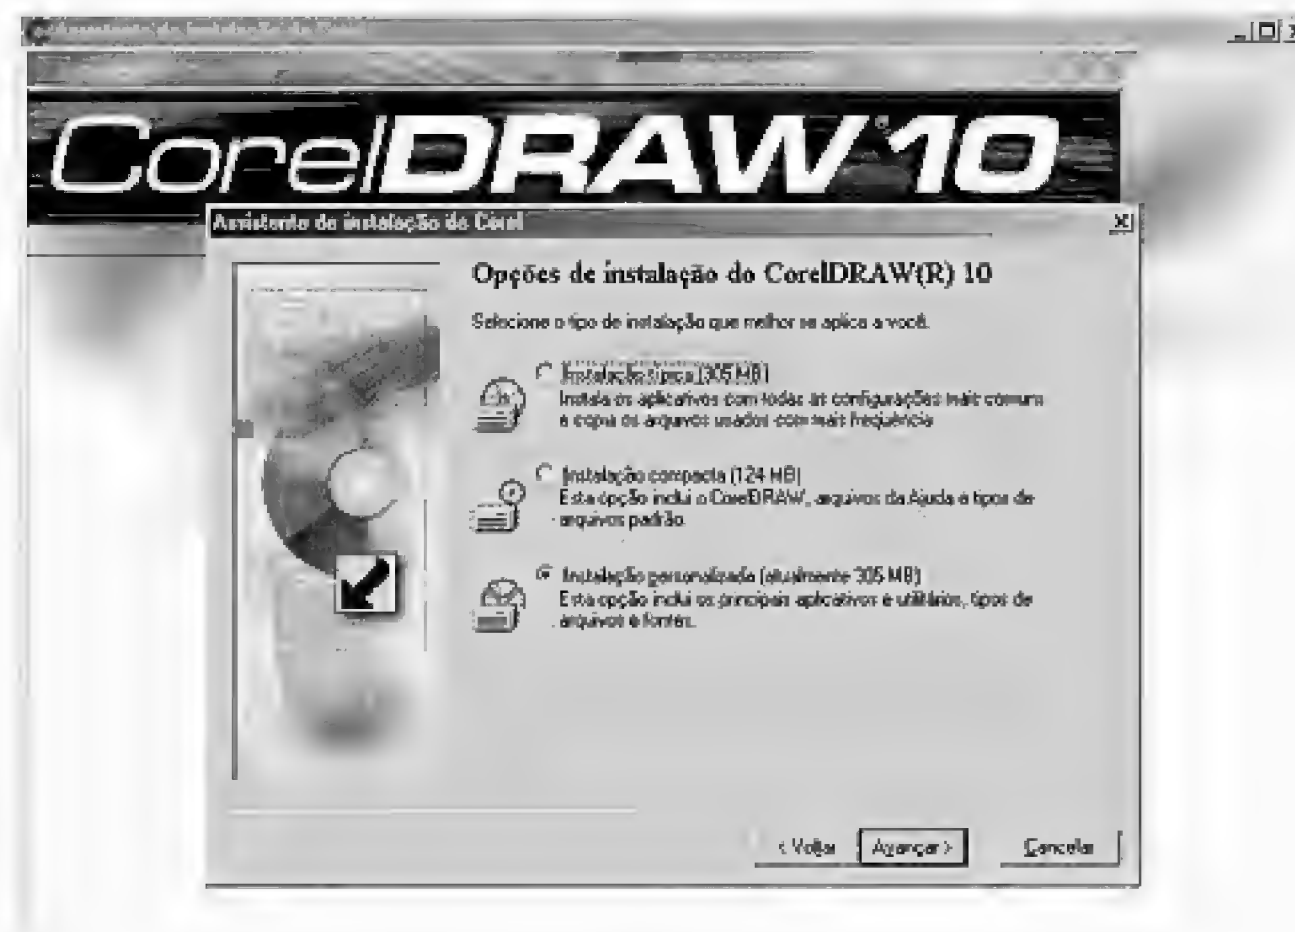 CorelDRAW 10
Assistente de instalação do Corel
Opções de instalação do CorelDRAW(R) 10
Selecione o tipo de instalação que melhor se aplica a você.
Instalação típica (305 MB)
Instala os aplicativos com todas as configurações mais comuns
e copia os arquivos usados com mais freqüência
Instalação compacta (124 MB)
Esta opção inclui o CorelDRAW, arquivos da Ajuda e tipos de
arquivos padrão.
Instalação personalizada (atualmente 305 MB)
Esta opção inclui os principais aplicativos e utilitários, tipos de
arquivos e fontes.
< Voltar Avançar > Cancelar